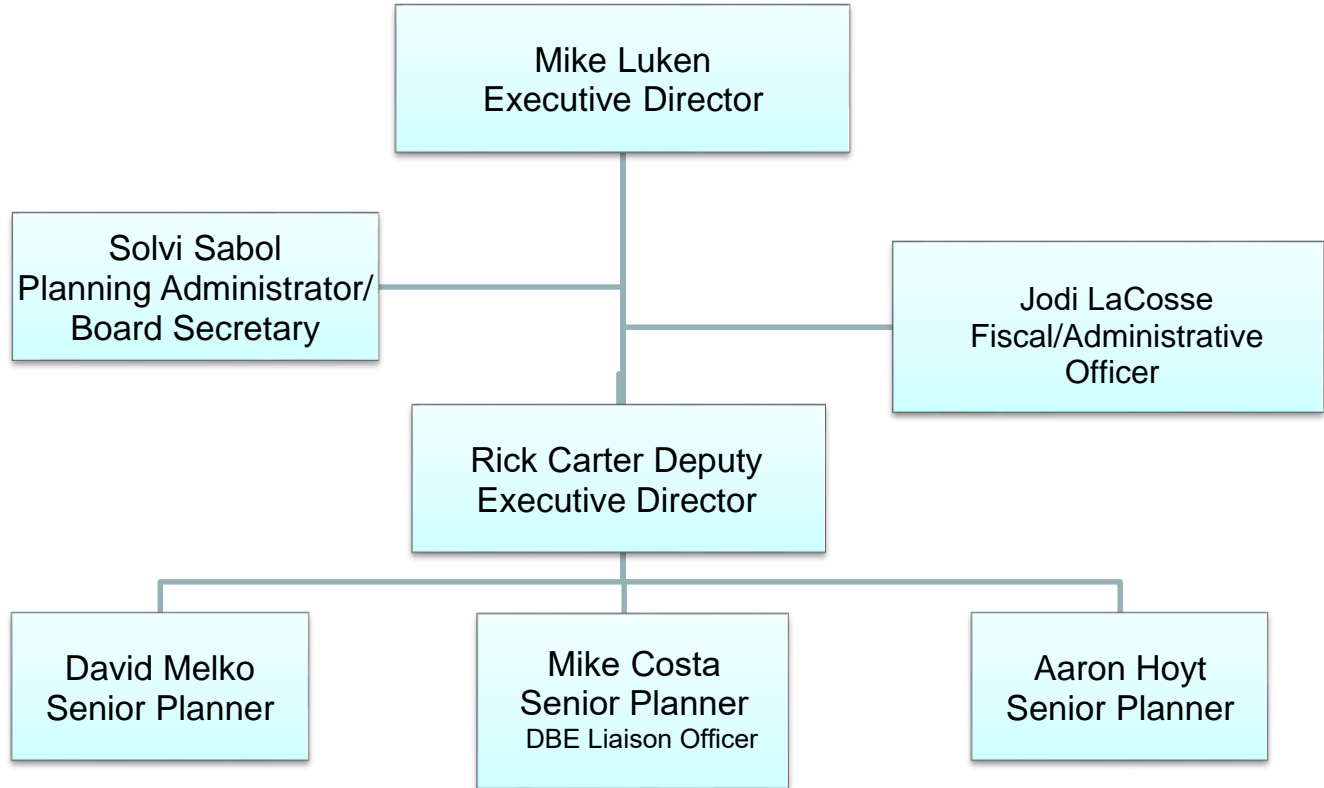 Mike Luken
Executive Director
Solvi Sabol
Planning Administrator/
Board Secretary
Jodi LaCosse
Fiscal/Administrative
Officer
Rick Carter Deputy
Executive Director
David Melko
Senior Planner
Mike Costa
Senior Planner
DBE Liaison Officer
Aaron Hoyt
Senior Planner